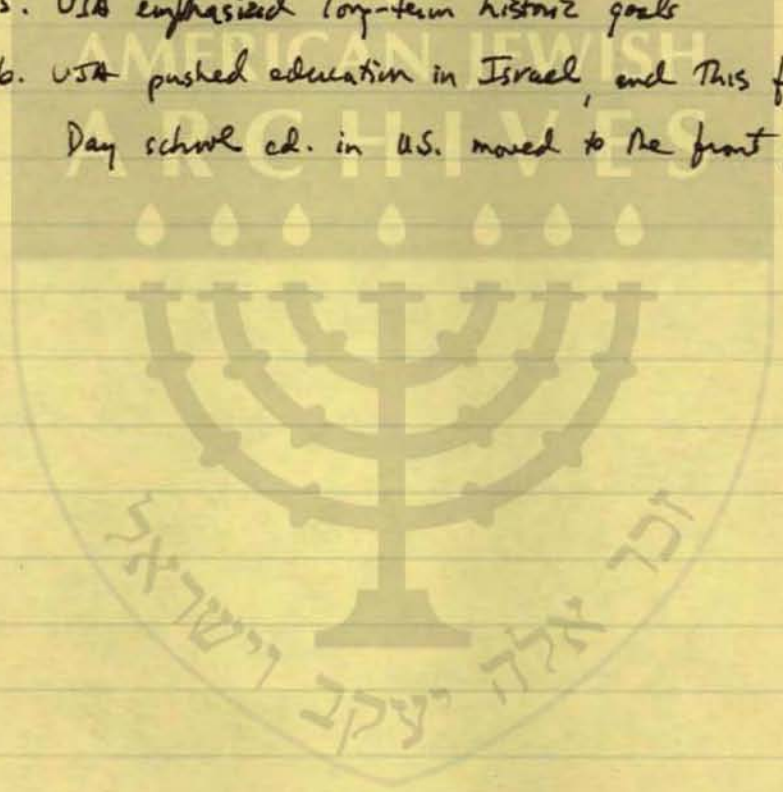 5. UJA emphasized long-term historic goals
AMERICAN JEWISH
6. UJA pushed education in Israel, and this
Day school ed. in U.S. moved to the front
ARCHIVES
זכר אלה יעקב וישראל